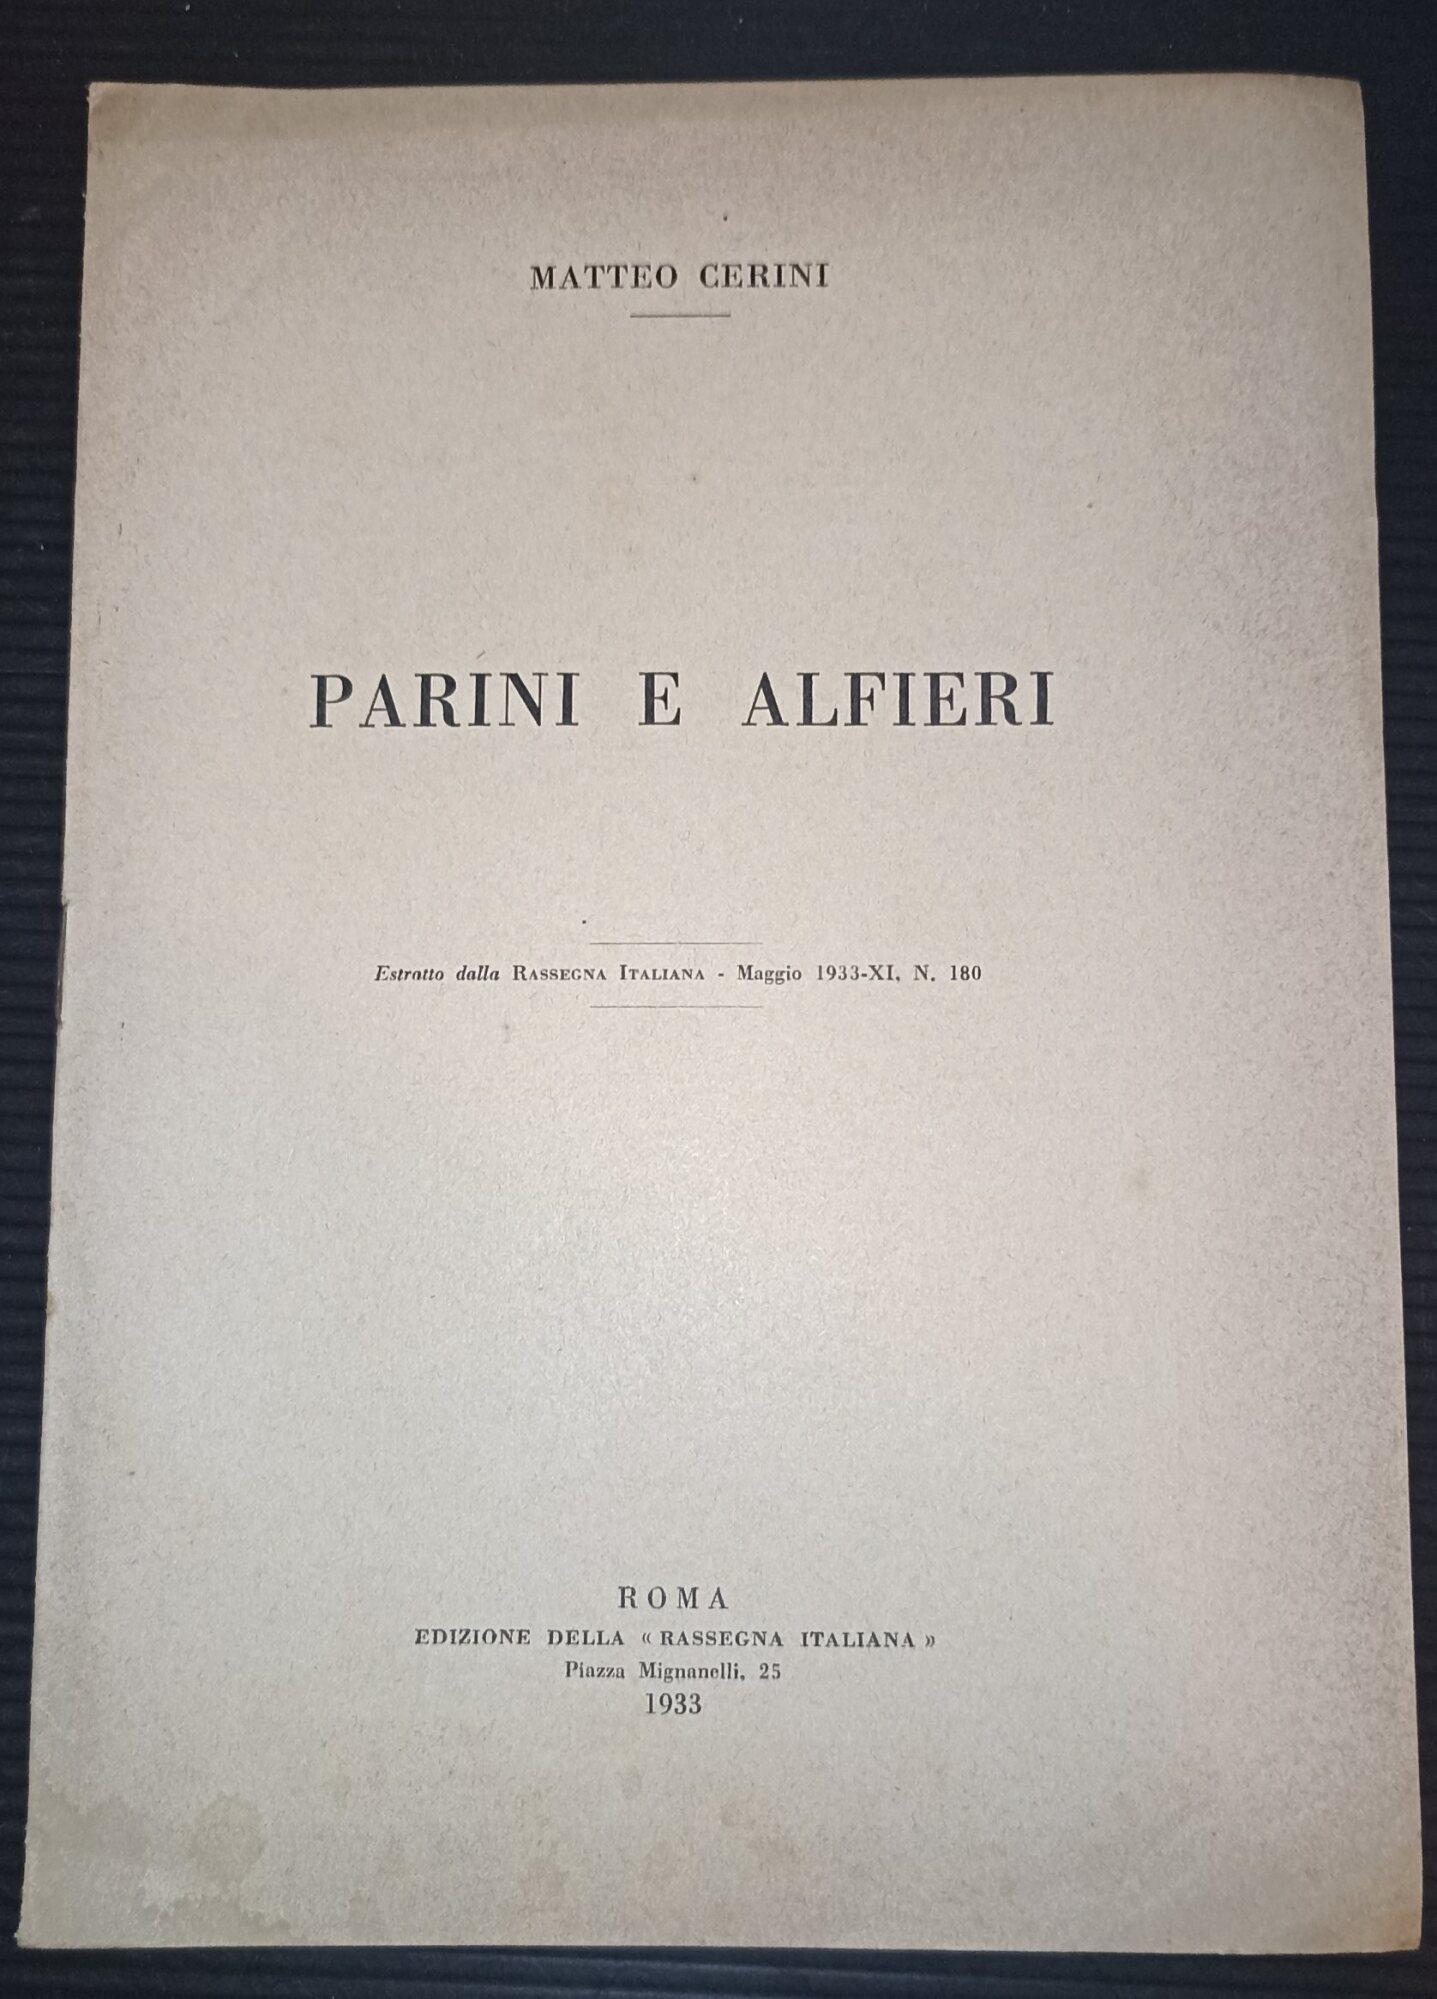 MATTEO CERINI
PARINI E ALFIERI
Estratto dalla RASSEGNA ITALIANA - Maggio 1933-XI, N. 180
ROMA
EDIZIONE DELLA « RASSEGNA ITALIANA »
Piazza Mignanelli, 25
1933